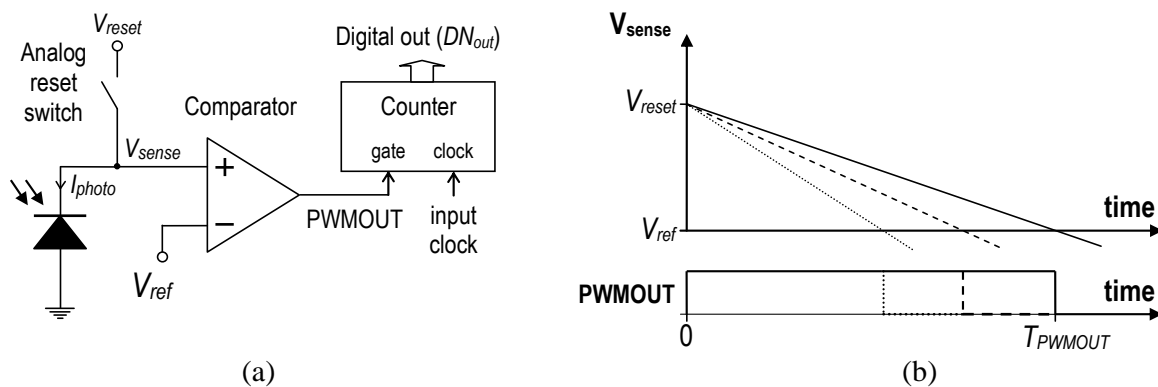 V_reset
Analog
reset
switch
Digital out (DN_out)
Counter
gate clock
Comparator
V_sense
I_photo
+
−
V_ref
PWMOUT
input
clock
(a)
V_sense
V_reset
V_ref
time
PWMOUT
time
0
T_PWMOUT
(b)